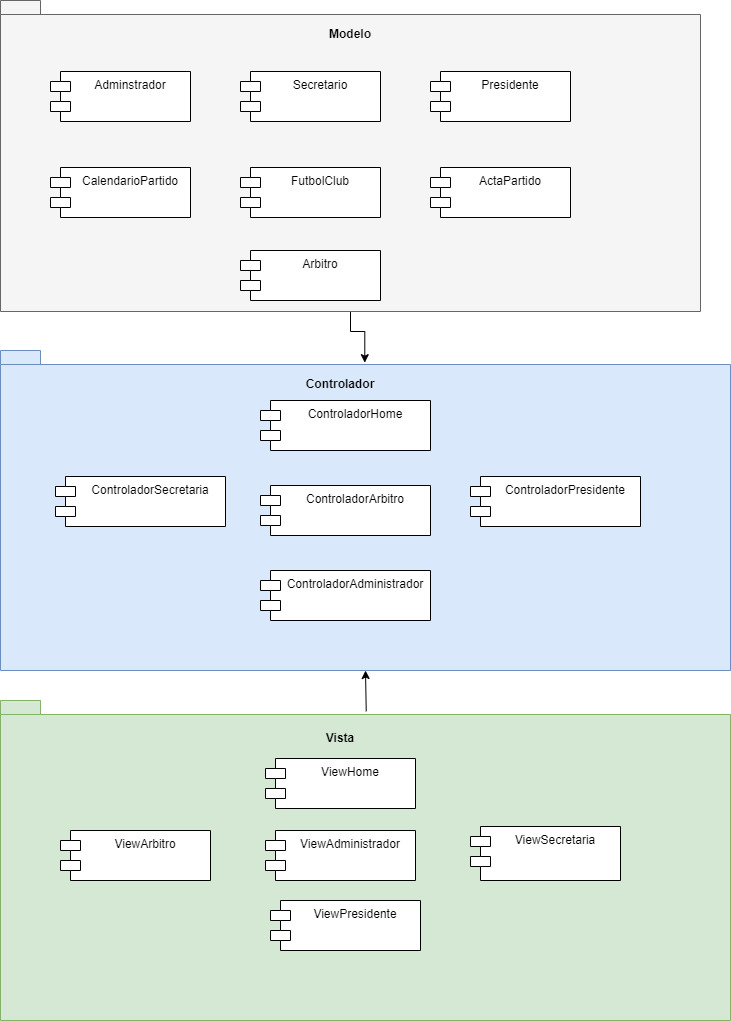 Modelo
Adminstrador
Secretario
Presidente
CalendarioPartido
FutbolClub
ActaPartido
Arbitro
Controlador
ControladorHome
ControladorSecretaria
ControladorArbitro
ControladorPresidente
ControladorAdministrador
Vista
ViewHome
ViewArbitro
ViewAdministrador
ViewSecretaria
ViewPresidente